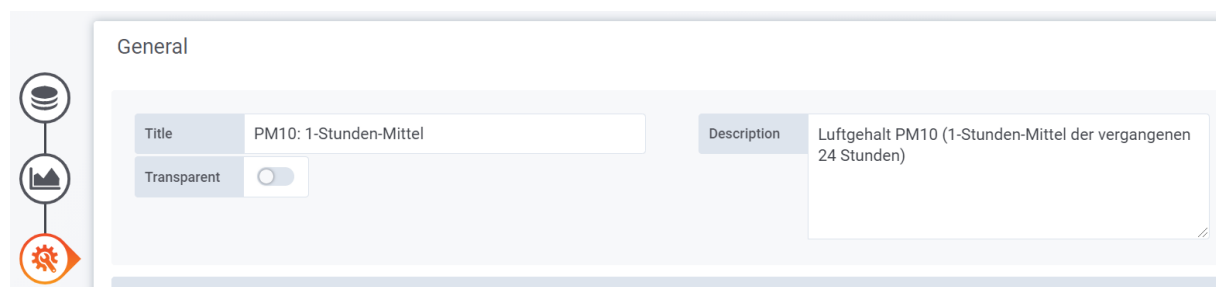 General
Title
PM10: 1-Stunden-Mittel
Description
Luftgehalt PM10 (1-Stunden-Mittel der vergangenen
24 Stunden)
Transparent